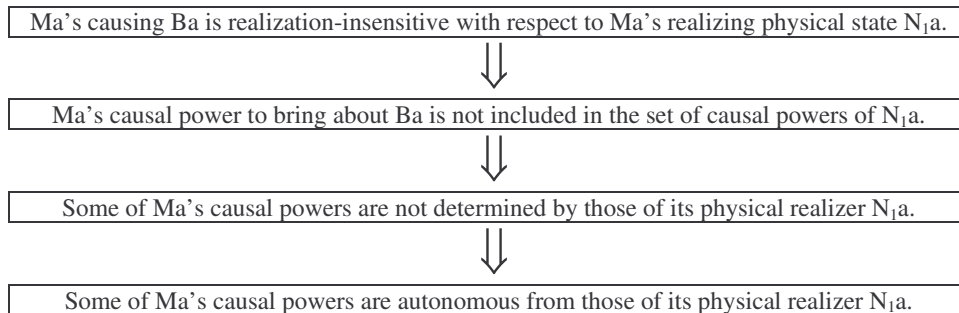 Ma’s causing Ba is realization-insensitive with respect to Ma’s realizing physical state N₁a.
Ma’s causal power to bring about Ba is not included in the set of causal powers of N₁a.
Some of Ma’s causal powers are not determined by those of its physical realizer N₁a.
Some of Ma’s causal powers are autonomous from those of its physical realizer N₁a.